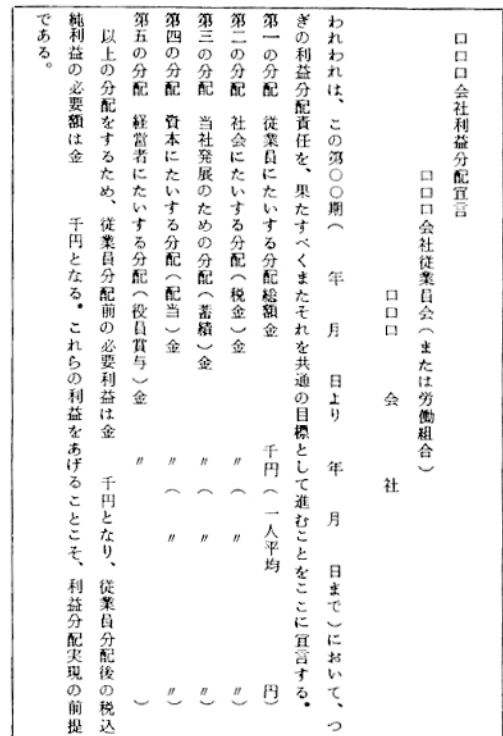 □□□会社利益分配宣言
□□□会社従業員会（または労働組合）
□□□　会　社
われわれは、この第〇〇期（　年　月　日より　年　月　日まで）において、つ
ぎの利益分配責任を、果たすべくまたそれを共通の目標として進むことをここに宣言する。
第一の分配　従業員にたいする分配総額金　千円（一人平均　円）
第二の分配　社会にたいする分配（税金）金　〃（　〃　〃）
第三の分配　当社発展のための分配（蓄積）金　〃（　〃　〃）
第四の分配　資本にたいする分配（配当）金　〃（　〃　〃）
第五の分配　経営者にたいする分配（役員賞与）金　〃　）
以上の分配をするため、従業員分配前の必要利益は金　千円となり、従業員分配後の税込
純利益の必要額は金　千円となる。これらの利益をあげることこそ、利益分配実現の前提
である。